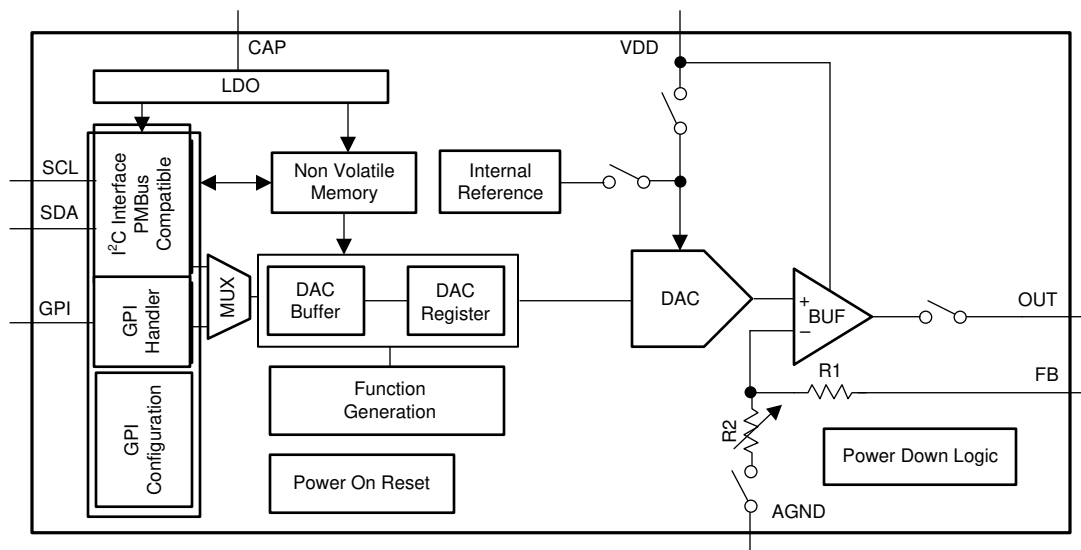 CAP
VDD
LDO
SCL
SDA
GPI
I²C Interface
PMBus
Compatible
Non Volatile
Memory
Internal
Reference
GPI
Handler
MUX
DAC
Buffer
DAC
Register
DAC
+
BUF
−
OUT
FB
R1
R2
GPI
Configuration
Function
Generation
Power On Reset
Power Down Logic
AGND